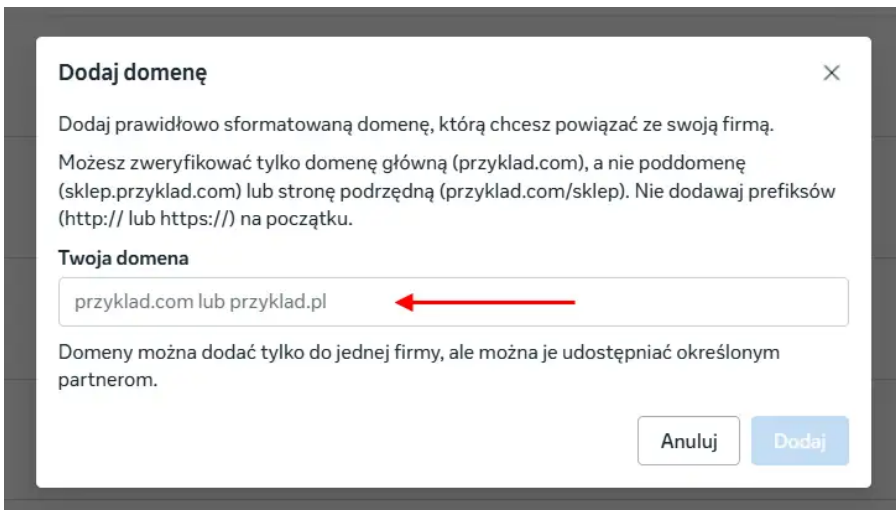 Dodaj domenę
Dodaj prawidłowo sformatowaną domenę, którą chcesz powiązać ze swoją firmą.
Możesz zweryfikować tylko domenę główną (przyklad.com), a nie poddomenę
(sklep.przyklad.com) lub stronę podrzędną (przyklad.com/sklep). Nie dodawaj prefiksów
(http:// lub https://) na początku.
Twoja domena
przyklad.com lub przyklad.pl
Domeny można dodać tylko do jednej firmy, ale można je udostępniać określonym
partnerom.
Anuluj
Dodaj